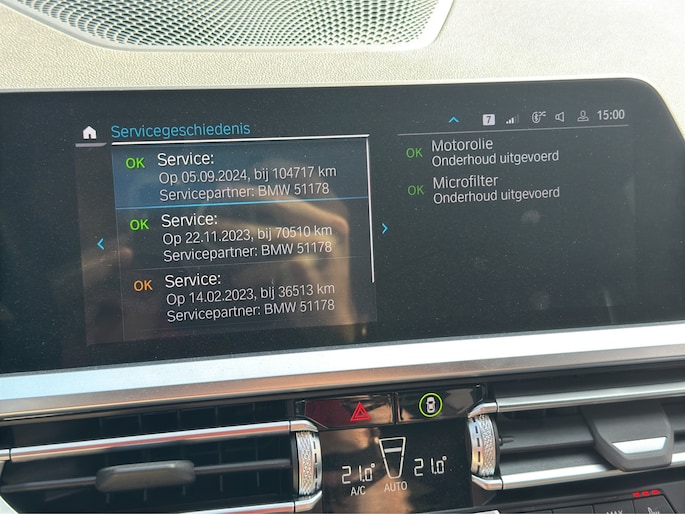 Servicegeschiedenis
7
15:00
OK Service:
Op 05.09.2024, bij 104717 km
Servicepartner: BMW 51178
OK Service:
Op 22.11.2023, bij 70510 km
Servicepartner: BMW 51178
OK Service:
Op 14.02.2023, bij 36513 km
Servicepartner: BMW 51178
OK Motorolie
Onderhoud uitgevoerd
OK Microfilter
Onderhoud uitgevoerd
21.0 21.0
A/C AUTO
MAX